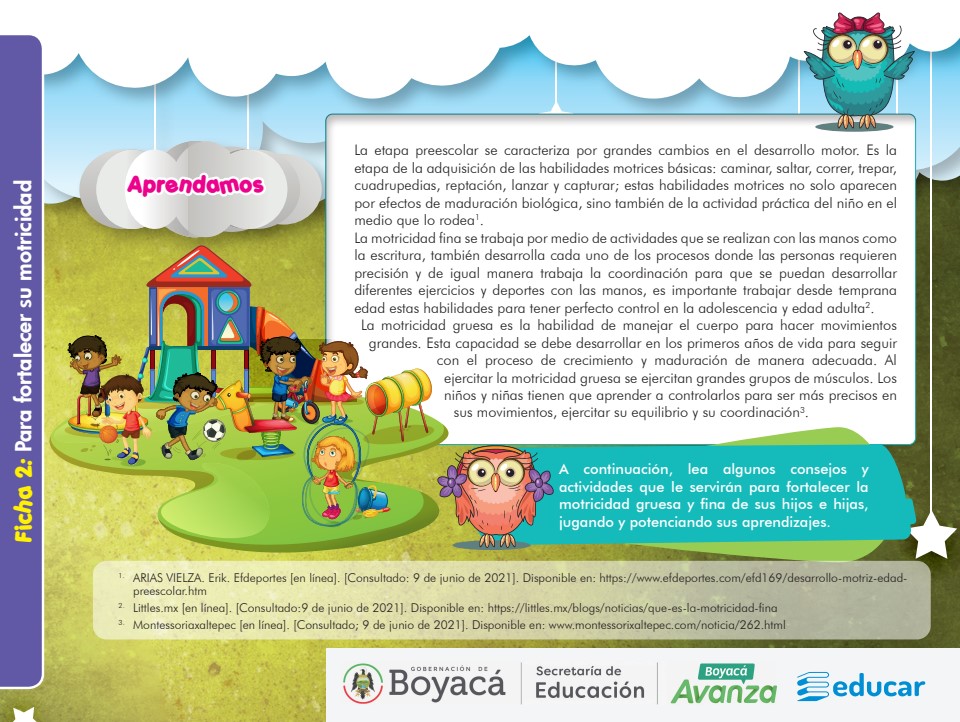 Ficha 2: Para fortalecer su motricidad
Aprendamos
La etapa preescolar se caracteriza por grandes cambios en el desarrollo motor. Es la
etapa de la adquisición de las habilidades motrices básicas: caminar, saltar, correr, trepar,
cuadrupedias, reptación, lanzar y capturar; estas habilidades motrices no solo aparecen
por efectos de maduración biológica, sino también de la actividad práctica del niño en el
medio que lo rodea¹.
La motricidad fina se trabaja por medio de actividades que se realizan con las manos como
la escritura, también desarrolla cada uno de los procesos donde las personas requieren
precisión y de igual manera trabaja la coordinación para que se puedan desarrollar
diferentes ejercicios y deportes con las manos, es importante trabajar desde temprana
edad estas habilidades para tener perfecto control en la adolescencia y edad adulta².
La motricidad gruesa es la habilidad de manejar el cuerpo para hacer movimientos
grandes. Esta capacidad se debe desarrollar en los primeros años de vida para seguir
con el proceso de crecimiento y maduración de manera adecuada. Al
ejercitar la motricidad gruesa se ejercitan grandes grupos de músculos. Los
niños y niñas tienen que aprender a controlarlos para ser más precisos en
sus movimientos, ejercitar su equilibrio y su coordinación³.
A continuación, lea algunos consejos y
actividades que le servirán para fortalecer la
motricidad gruesa y fina de sus hijos e hijas,
jugando y potenciando sus aprendizajes.
1. ARIAS VIELZA. Erik. Efdeportes [en línea]. [Consultado: 9 de junio de 2021]. Disponible en: https://www.efdeportes.com/efd169/desarrollo-motriz-edad-
preescolar.htm
2. Littles.mx [en línea]. [Consultado:9 de junio de 2021]. Disponible en: https://littles.mx/blogs/noticias/que-es-la-motricidad-fina
3. Montessoriaxaltepec [en línea]. [Consultado; 9 de junio de 2021]. Disponible en: www.montessorixaltepec.com/noticia/262.html
GOBERNACIÓN DE
Boyacá
Secretaría de
Educación
Boyacá
Avanza
educar